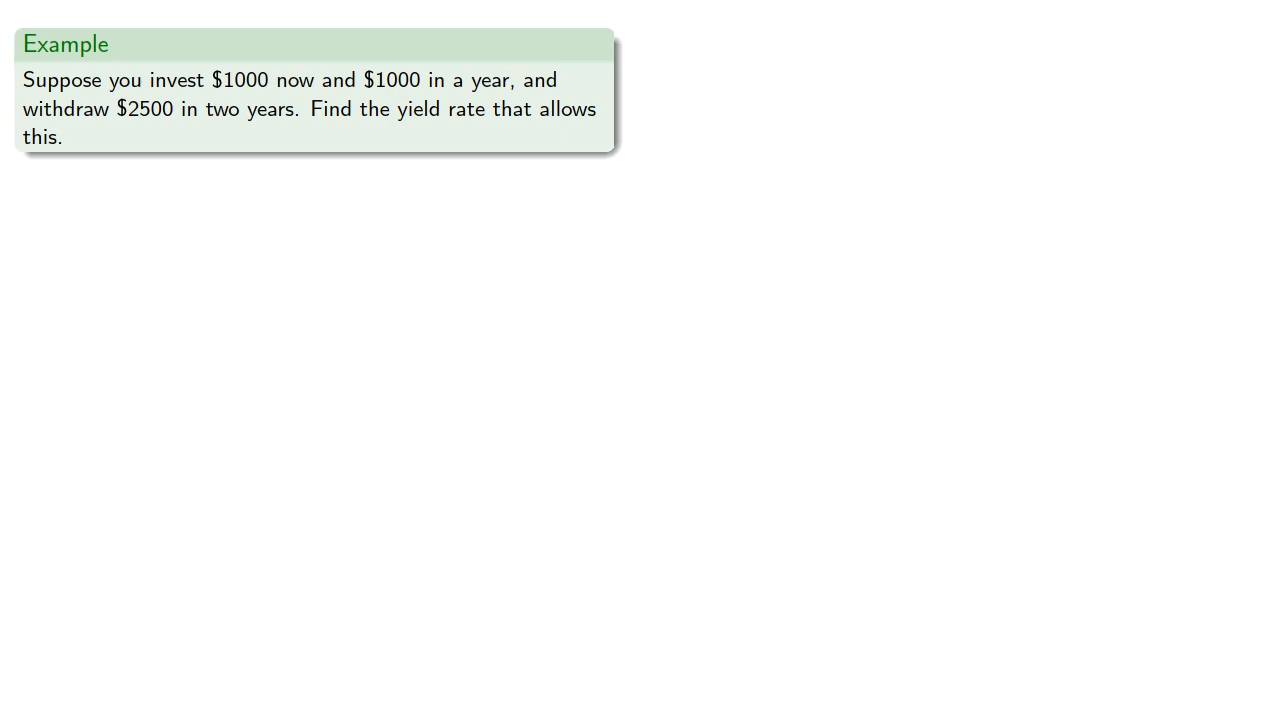 Example
Suppose you invest $1000 now and $1000 in a year, and
withdraw $2500 in two years. Find the yield rate that allows
this.